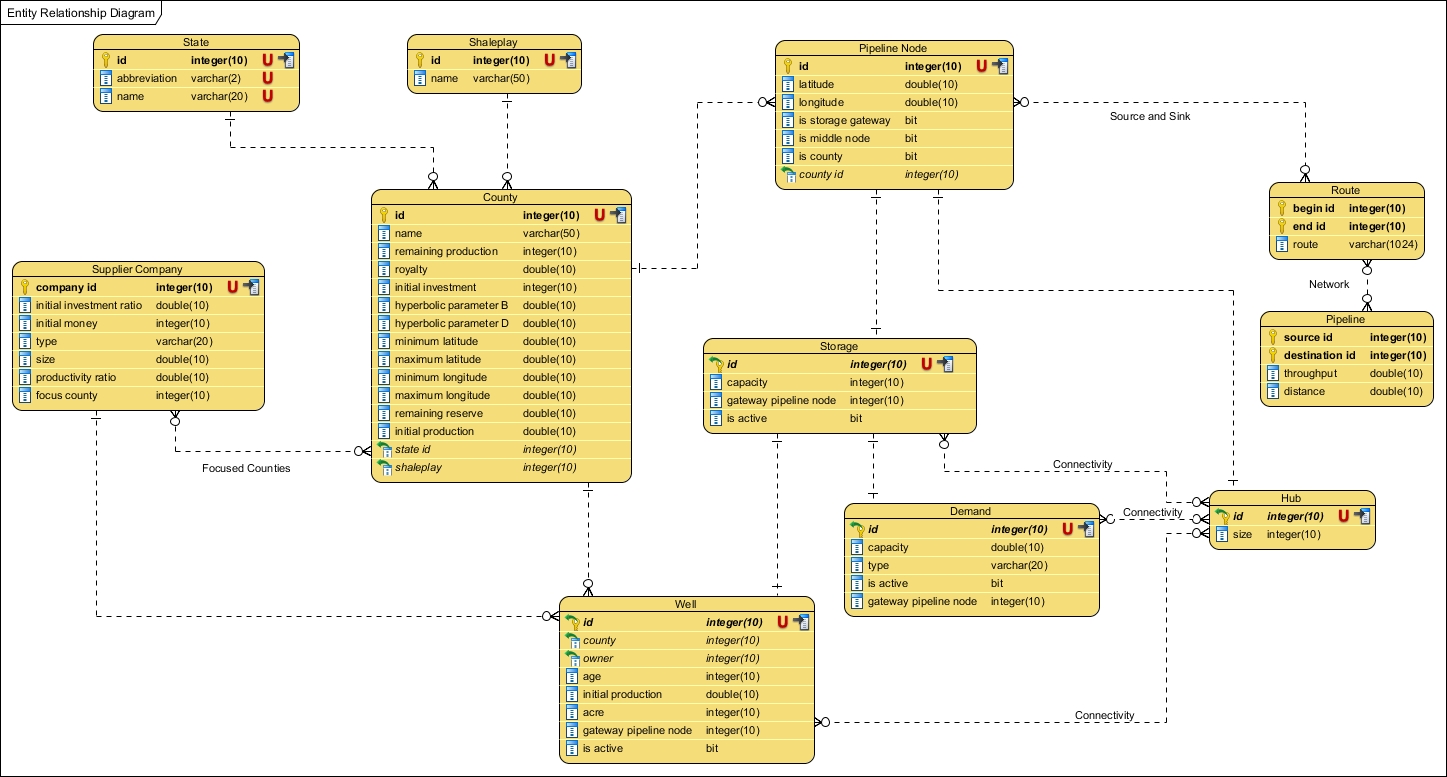 Entity Relationship Diagram
State
id integer(10) U
abbreviation varchar(2) U
name varchar(20) U
Shaleplay
id integer(10) U
name varchar(50)
Pipeline Node
id integer(10) U
latitude double(10)
longitude double(10)
is storage gateway bit
is middle node bit
is county bit
county id integer(10)
Source and Sink
Route
begin id integer(10)
end id integer(10)
route varchar(1024)
Network
Pipeline
source id integer(10)
destination id integer(10)
throughput double(10)
distance double(10)
County
id integer(10) U
name varchar(50)
remaining production integer(10)
royalty double(10)
initial investment integer(10)
hyperbolic parameter B double(10)
hyperbolic parameter D double(10)
minimum latitude double(10)
maximum latitude double(10)
minimum longitude double(10)
maximum longitude double(10)
remaining reserve double(10)
initial production double(10)
state id integer(10)
shaleplay integer(10)
Supplier Company
company id integer(10) U
initial investment ratio double(10)
initial money integer(10)
type varchar(20)
size double(10)
productivity ratio double(10)
focus county integer(10)
Focused Counties
Storage
id integer(10) U
capacity integer(10)
gateway pipeline node integer(10)
is active bit
Connectivity
Demand
id integer(10) U
capacity double(10)
type varchar(20)
is active bit
gateway pipeline node integer(10)
Connectivity
Hub
id integer(10) U
size integer(10)
Well
id integer(10) U
county integer(10)
owner integer(10)
age integer(10)
initial production double(10)
acre integer(10)
gateway pipeline node integer(10)
is active bit
Connectivity